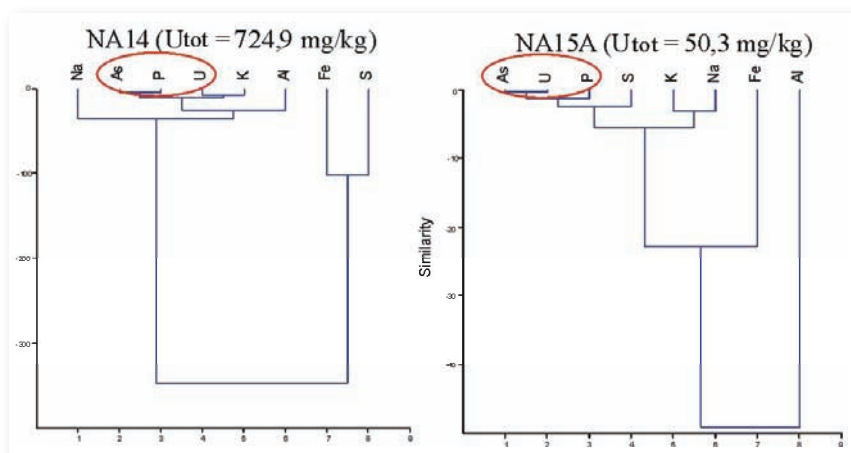 NA14 (Utot = 724,9 mg/kg)
Na As P U K Al Fe S
0
-100
-200
-300
1 2 3 4 5 6 7 8 9
NA15A (Utot = 50,3 mg/kg)
As U P S K Na Fe Al
0
-10
-20
-30
-40
Similarity
1 2 3 4 5 6 7 8 9